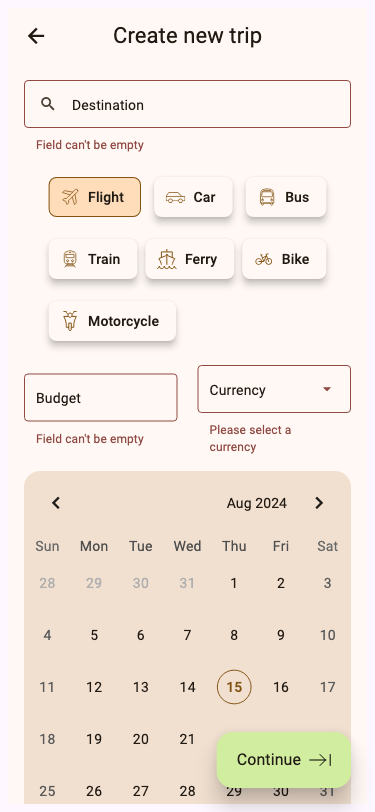 Create new trip
Destination
Field can't be empty
Flight Car Bus
Train Ferry Bike
Motorcycle
Budget Currency
Field can't be empty Please select a
currency
Aug 2024
Sun Mon Tue Wed Thu Fri Sat
28 29 30 31 1 2 3
4 5 6 7 8 9 10
11 12 13 14 15 16 17
18 19 20 21
Continue
25 26 27 28 29 30 31